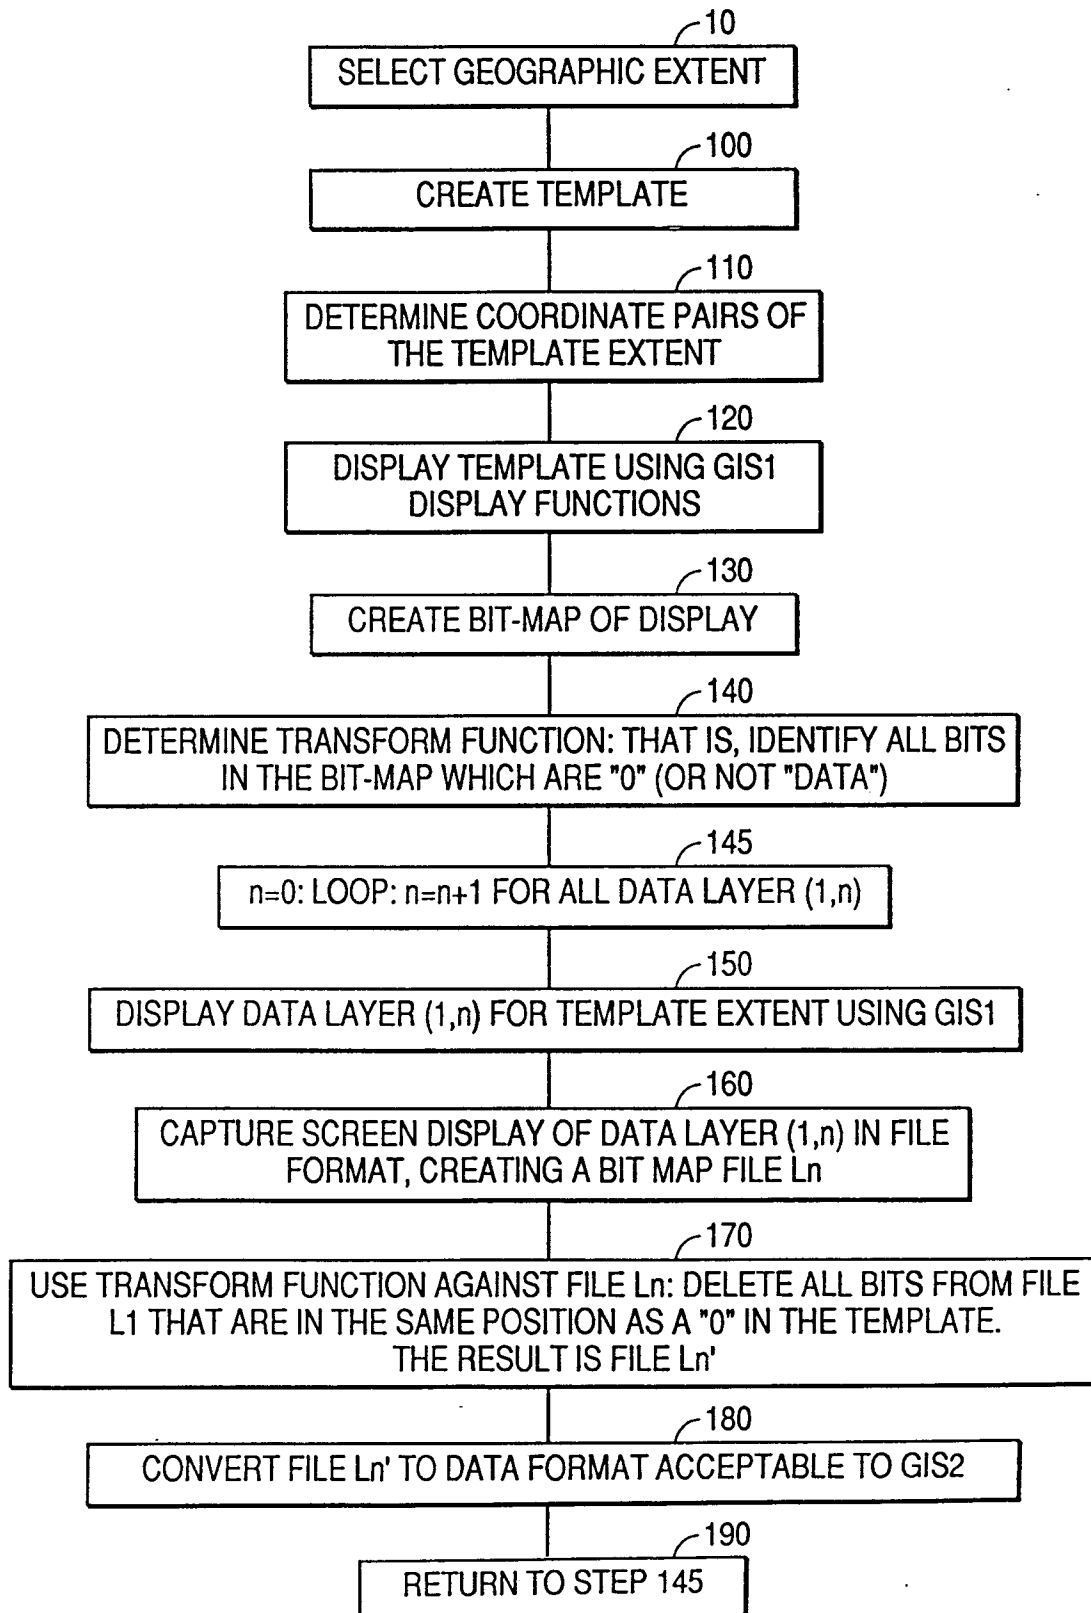 10
SELECT GEOGRAPHIC EXTENT
100
CREATE TEMPLATE
110
DETERMINE COORDINATE PAIRS OF
THE TEMPLATE EXTENT
120
DISPLAY TEMPLATE USING GIS1
DISPLAY FUNCTIONS
130
CREATE BIT-MAP OF DISPLAY
140
DETERMINE TRANSFORM FUNCTION: THAT IS, IDENTIFY ALL BITS
IN THE BIT-MAP WHICH ARE "0" (OR NOT "DATA")
145
n=0: LOOP: n=n+1 FOR ALL DATA LAYER (1,n)
150
DISPLAY DATA LAYER (1,n) FOR TEMPLATE EXTENT USING GIS1
160
CAPTURE SCREEN DISPLAY OF DATA LAYER (1,n) IN FILE
FORMAT, CREATING A BIT MAP FILE Ln
170
USE TRANSFORM FUNCTION AGAINST FILE Ln: DELETE ALL BITS FROM FILE
L1 THAT ARE IN THE SAME POSITION AS A "0" IN THE TEMPLATE.
THE RESULT IS FILE Ln'
180
CONVERT FILE Ln' TO DATA FORMAT ACCEPTABLE TO GIS2
190
RETURN TO STEP 145